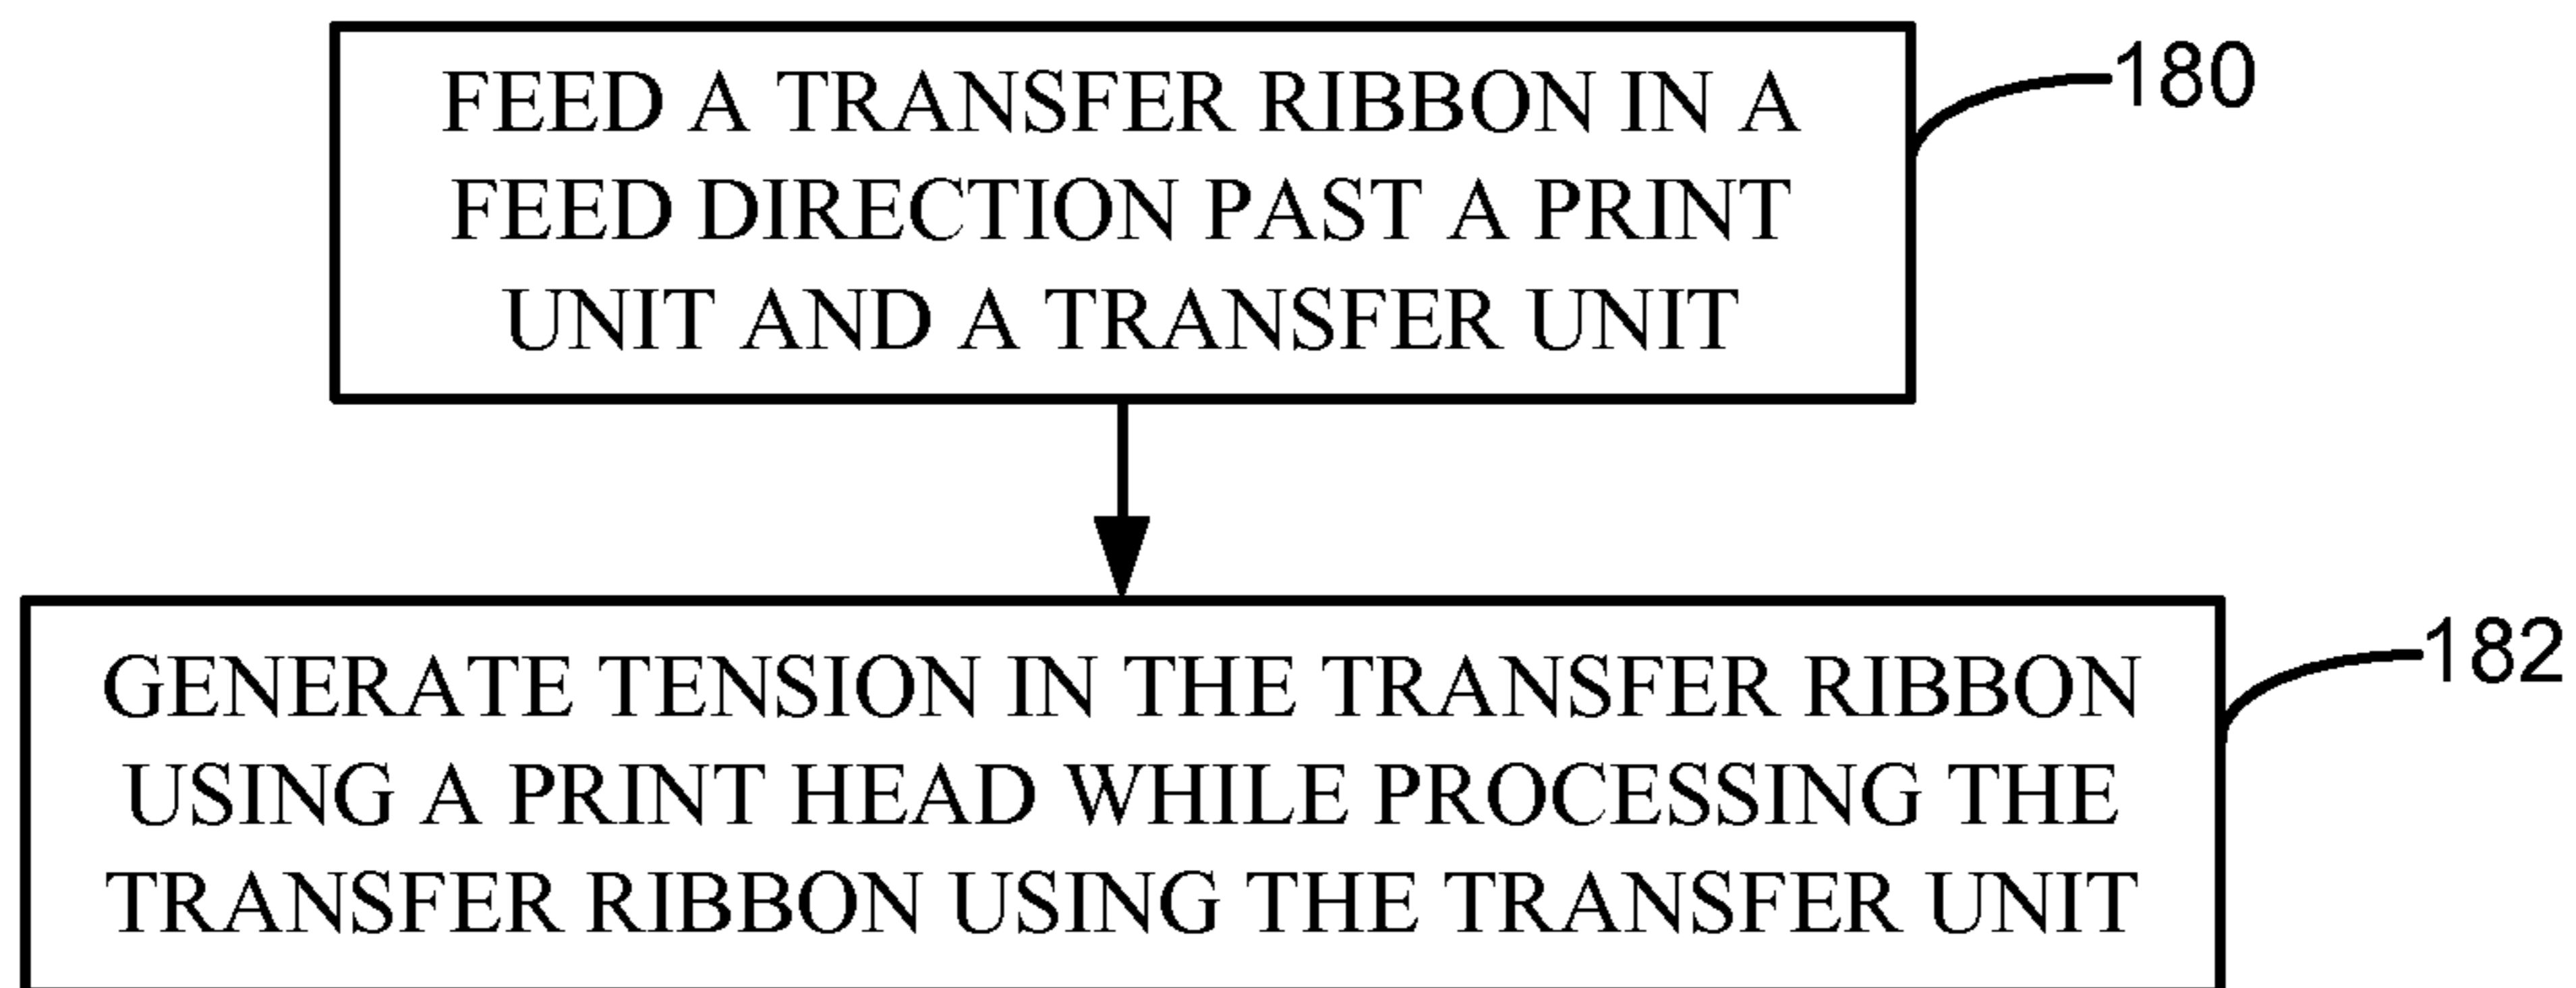 FEED A TRANSFER RIBBON IN A
FEED DIRECTION PAST A PRINT
UNIT AND A TRANSFER UNIT
180
GENERATE TENSION IN THE TRANSFER RIBBON
USING A PRINT HEAD WHILE PROCESSING THE
TRANSFER RIBBON USING THE TRANSFER UNIT
182